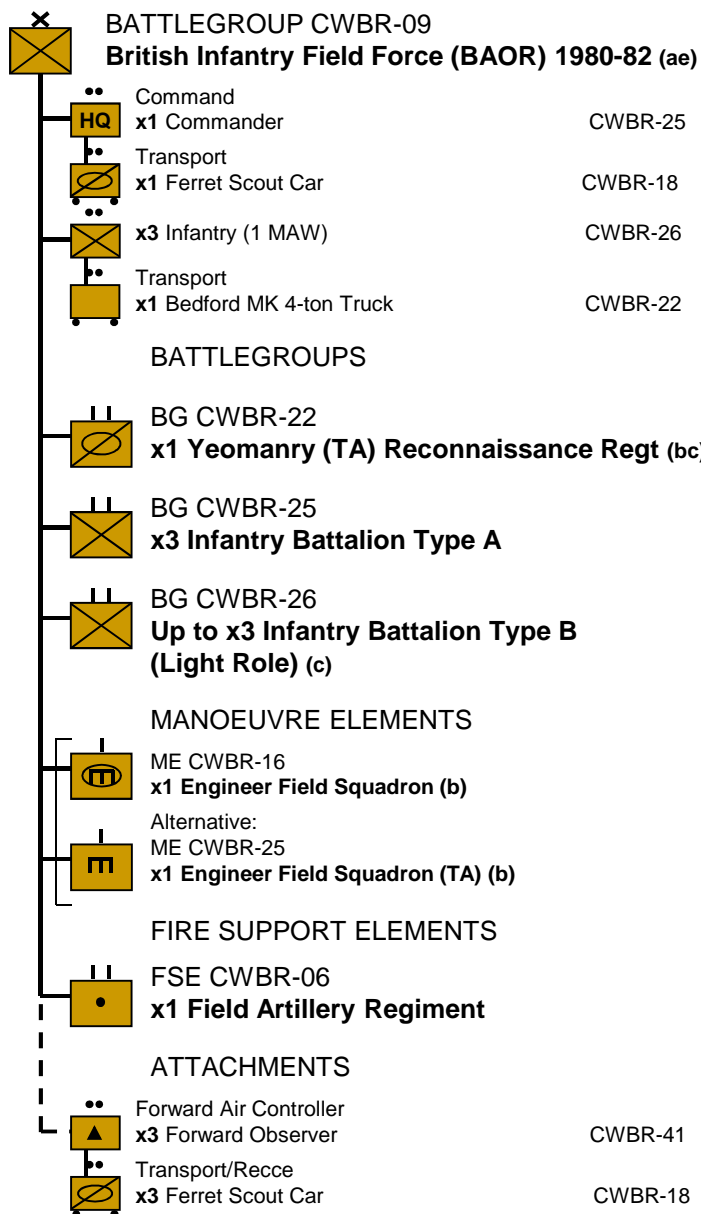 BATTLEGROUP CWBR-09
British Infantry Field Force (BAOR) 1980-82 (ae)
Command
HQ x1 Commander CWBR-25
Transport
x1 Ferret Scout Car CWBR-18
x3 Infantry (1 MAW) CWBR-26
Transport
x1 Bedford MK 4-ton Truck CWBR-22
BATTLEGROUPS
BG CWBR-22
x1 Yeomanry (TA) Reconnaissance Regt (bc)
BG CWBR-25
x3 Infantry Battalion Type A
BG CWBR-26
Up to x3 Infantry Battalion Type B
(Light Role) (c)
MANOEUVRE ELEMENTS
ME CWBR-16
x1 Engineer Field Squadron (b)
Alternative:
ME CWBR-25
x1 Engineer Field Squadron (TA) (b)
FIRE SUPPORT ELEMENTS
FSE CWBR-06
x1 Field Artillery Regiment
ATTACHMENTS
Forward Air Controller
x3 Forward Observer CWBR-41
Transport/Recce
x3 Ferret Scout Car CWBR-18